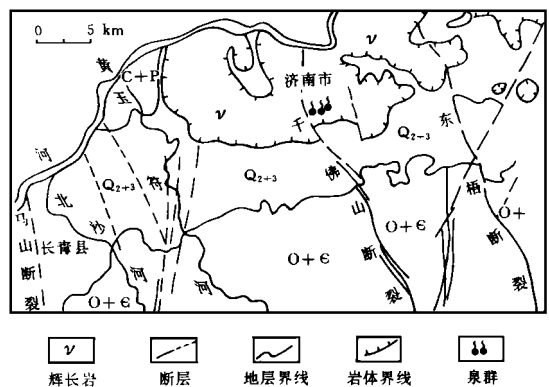 0 5 km
黄
河
C+P
玉
符
河
ν
ν
济南市
千
佛
山
断
裂
东
梧
断
裂
Q₂₊₃
Q₂₊₃
Q₂₊₃
北
沙
河
马
山
断
裂
长青县
O+Є
O+Є
O+Є
O+
ν
辉长岩
断层
地层界线
岩体界线
泉群